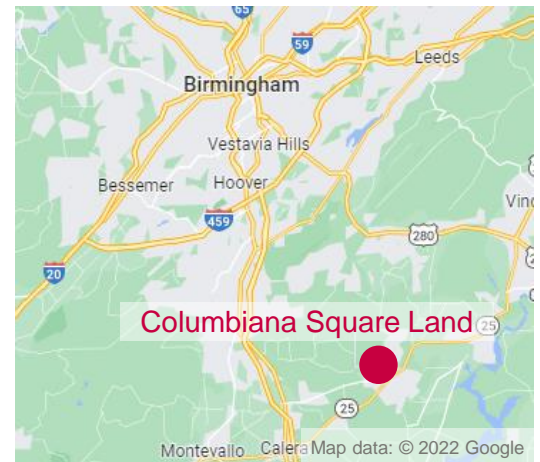 65
59
Leeds
Birmingham
Vestavia Hills
Bessemer
Hoover
459
Vinc
280
20
Columbiana Square Land
25
25
Montevallo
Calera
Map data: © 2022 Google